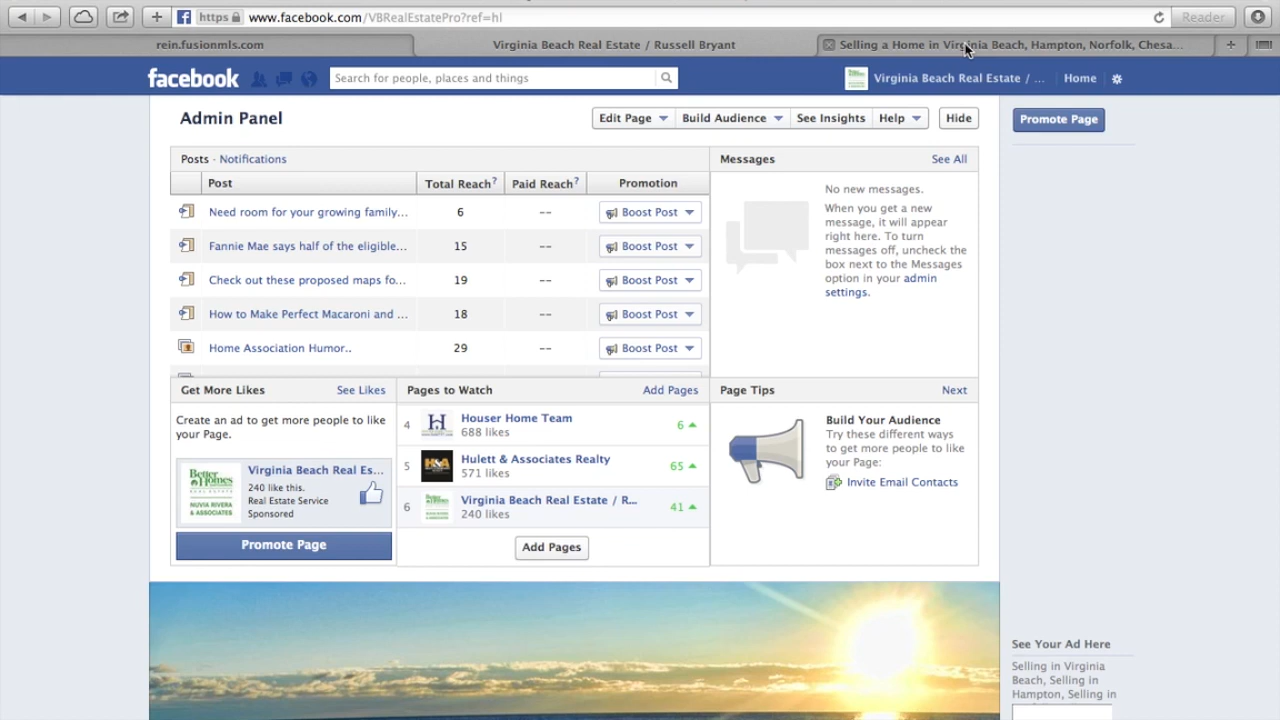 https www.facebook.com/VBRealEstatePro?ref=hl Reader
rein.fusionmls.com Virginia Beach Real Estate / Russell Bryant Selling a Home in Virginia Beach, Hampton, Norfolk, Chesa...
facebook Search for people, places and things Virginia Beach Real Estate / ... Home
Admin Panel Edit Page Build Audience See Insights Help Hide
Promote Page
Posts · Notifications
Post Total Reach? Paid Reach? Promotion
Need room for your growing family... 6 -- Boost Post
Fannie Mae says half of the eligible... 15 -- Boost Post
Check out these proposed maps fo... 19 -- Boost Post
How to Make Perfect Macaroni and ... 18 -- Boost Post
Home Association Humor.. 29 -- Boost Post
Messages See All
No new messages.
When you get a new
message, it will appear
right here. To turn
messages off, uncheck the
box next to the Messages
option in your admin
settings.
Get More Likes See Likes
Create an ad to get more people to like
your Page.
Better Homes
REAL ESTATE
NUVIA RIVERA
& ASSOCIATES
Virginia Beach Real Es...
240 like this.
Real Estate Service
Sponsored
Promote Page
Pages to Watch Add Pages
4 H Houser Home Team 6
688 likes
5 H&A Hulett & Associates Realty 65
571 likes
6 Virginia Beach Real Estate / R... 41
240 likes
Add Pages
Page Tips Next
Build Your Audience
Try these different ways
to get more people to like
your Page:
Invite Email Contacts
See Your Ad Here
Selling in Virginia
Beach, Selling in
Hampton, Selling in